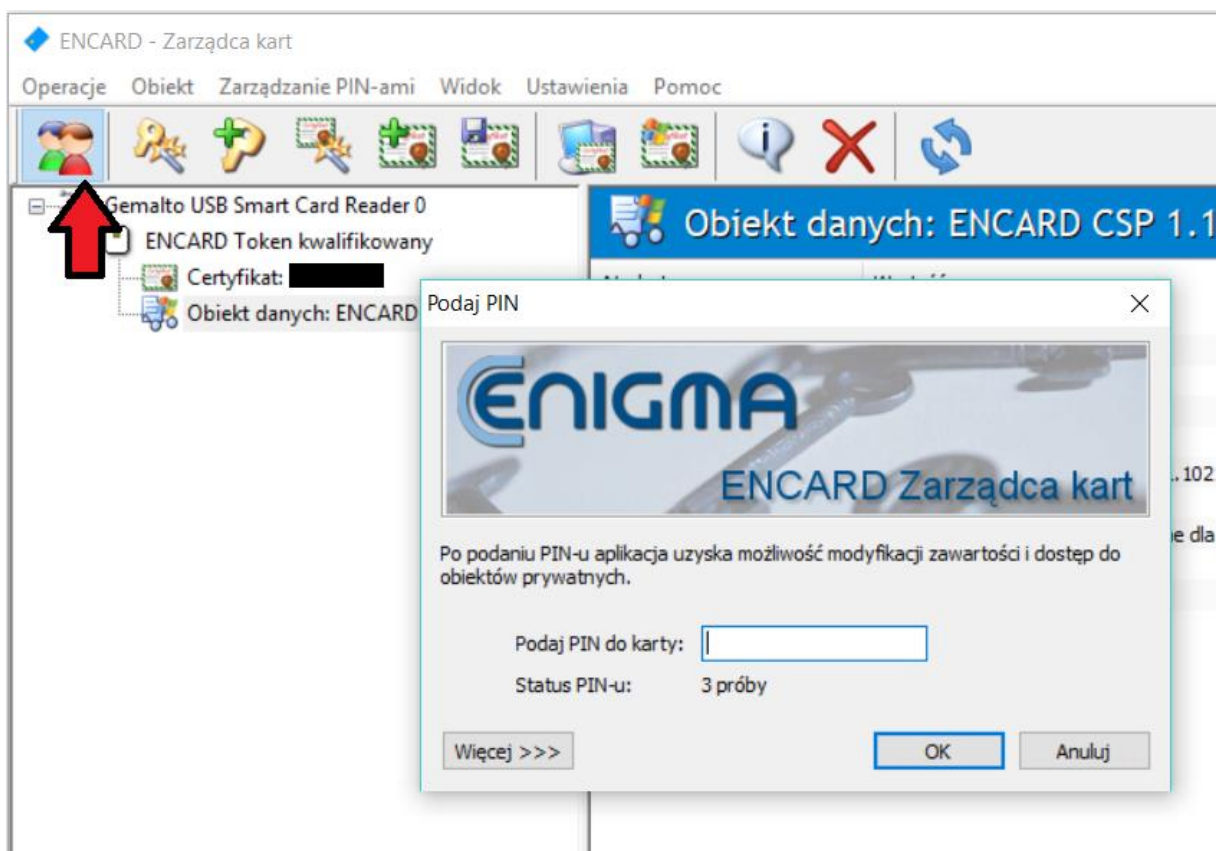 ENCARD - Zarządca kart
Operacje Obiekt Zarządzanie PIN-ami Widok Ustawienia Pomoc
Gemalto USB Smart Card Reader 0
ENCARD Token kwalifikowany
Certyfikat:
Obiekt danych: ENCARD
Obiekt danych: ENCARD CSP 1.1
Podaj PIN
ENIGMA
ENCARD Zarządca kart
. 102
e dla
Po podaniu PIN-u aplikacja uzyska możliwość modyfikacji zawartości i dostęp do
obiektów prywatnych.
Podaj PIN do karty:
Status PIN-u: 3 próby
Więcej >>> OK Anuluj